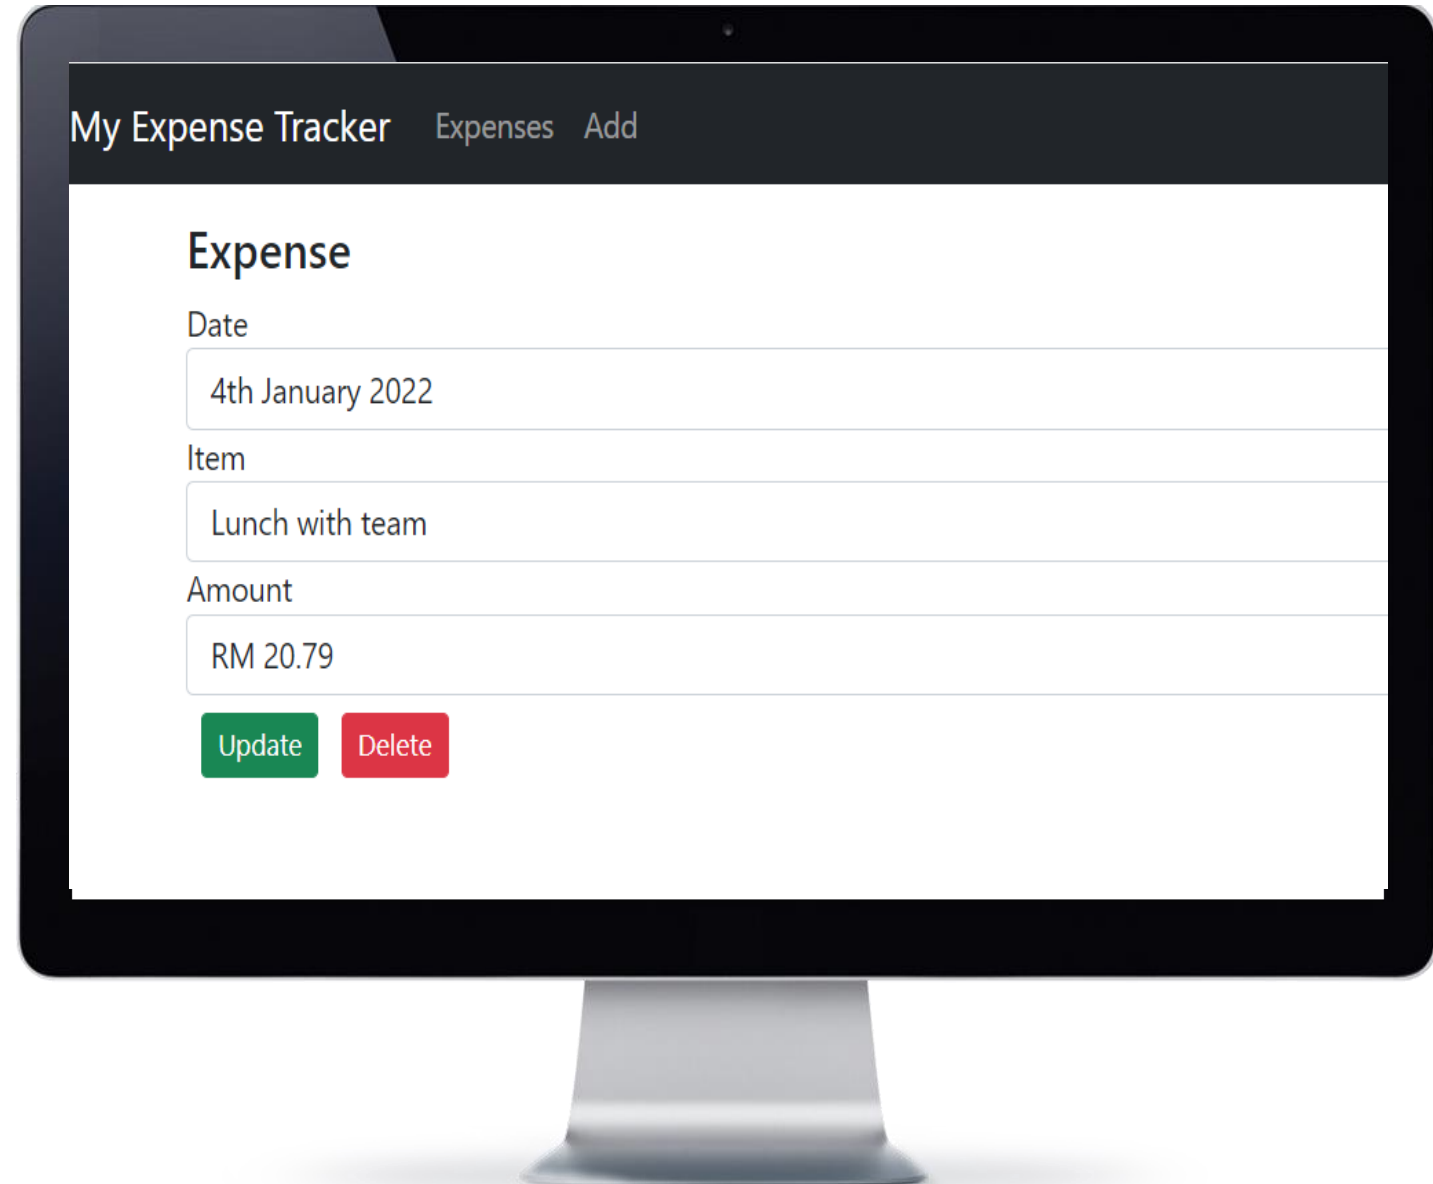 My Expense Tracker Expenses Add
Expense
Date
4th January 2022
Item
Lunch with team
Amount
RM 20.79
Update Delete